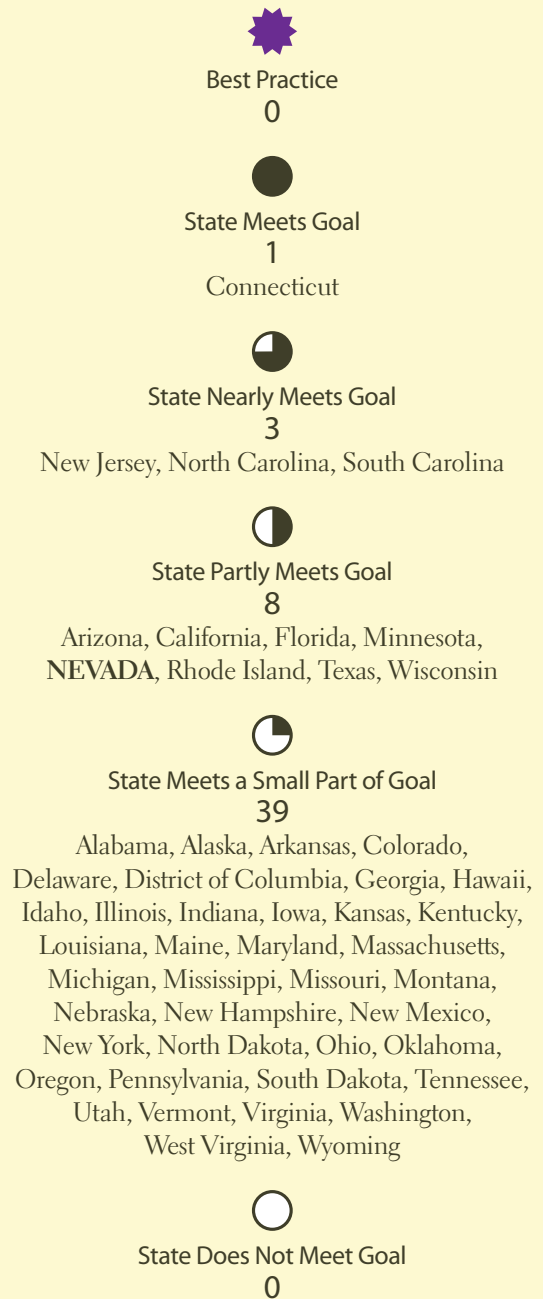 Best Practice
0
State Meets Goal
1
Connecticut
State Nearly Meets Goal
3
New Jersey, North Carolina, South Carolina
State Partly Meets Goal
8
Arizona, California, Florida, Minnesota,
NEVADA, Rhode Island, Texas, Wisconsin
State Meets a Small Part of Goal
39
Alabama, Alaska, Arkansas, Colorado,
Delaware, District of Columbia, Georgia, Hawaii,
Idaho, Illinois, Indiana, Iowa, Kansas, Kentucky,
Louisiana, Maine, Maryland, Massachusetts,
Michigan, Mississippi, Missouri, Montana,
Nebraska, New Hampshire, New Mexico,
New York, North Dakota, Ohio, Oklahoma,
Oregon, Pennsylvania, South Dakota, Tennessee,
Utah, Vermont, Virginia, Washington,
West Virginia, Wyoming
State Does Not Meet Goal
0